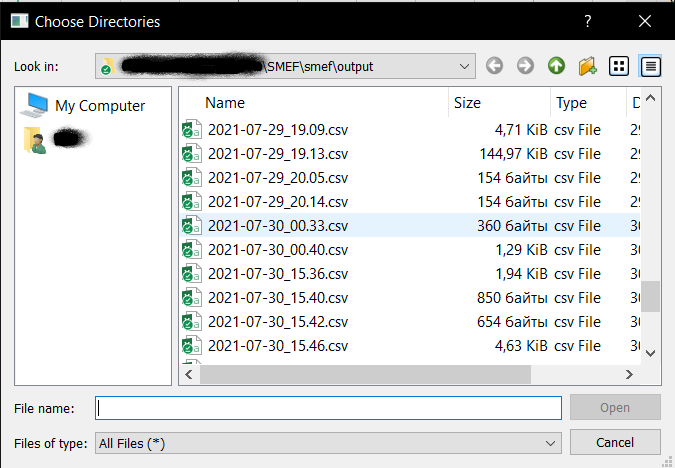 Choose Directories
Look in: \SMEF\smef\output
My Computer
Name Size Type D
2021-07-29_19.09.csv 4,71 KiB csv File 29
2021-07-29_19.13.csv 144,97 KiB csv File 29
2021-07-29_20.05.csv 154 байты csv File 29
2021-07-29_20.14.csv 154 байты csv File 29
2021-07-30_00.33.csv 360 байты csv File 30
2021-07-30_00.40.csv 1,29 KiB csv File 30
2021-07-30_15.36.csv 1,94 KiB csv File 30
2021-07-30_15.40.csv 850 байты csv File 30
2021-07-30_15.42.csv 654 байты csv File 30
2021-07-30_15.46.csv 4,63 KiB csv File 30
File name: Open
Files of type: All Files (*) Cancel